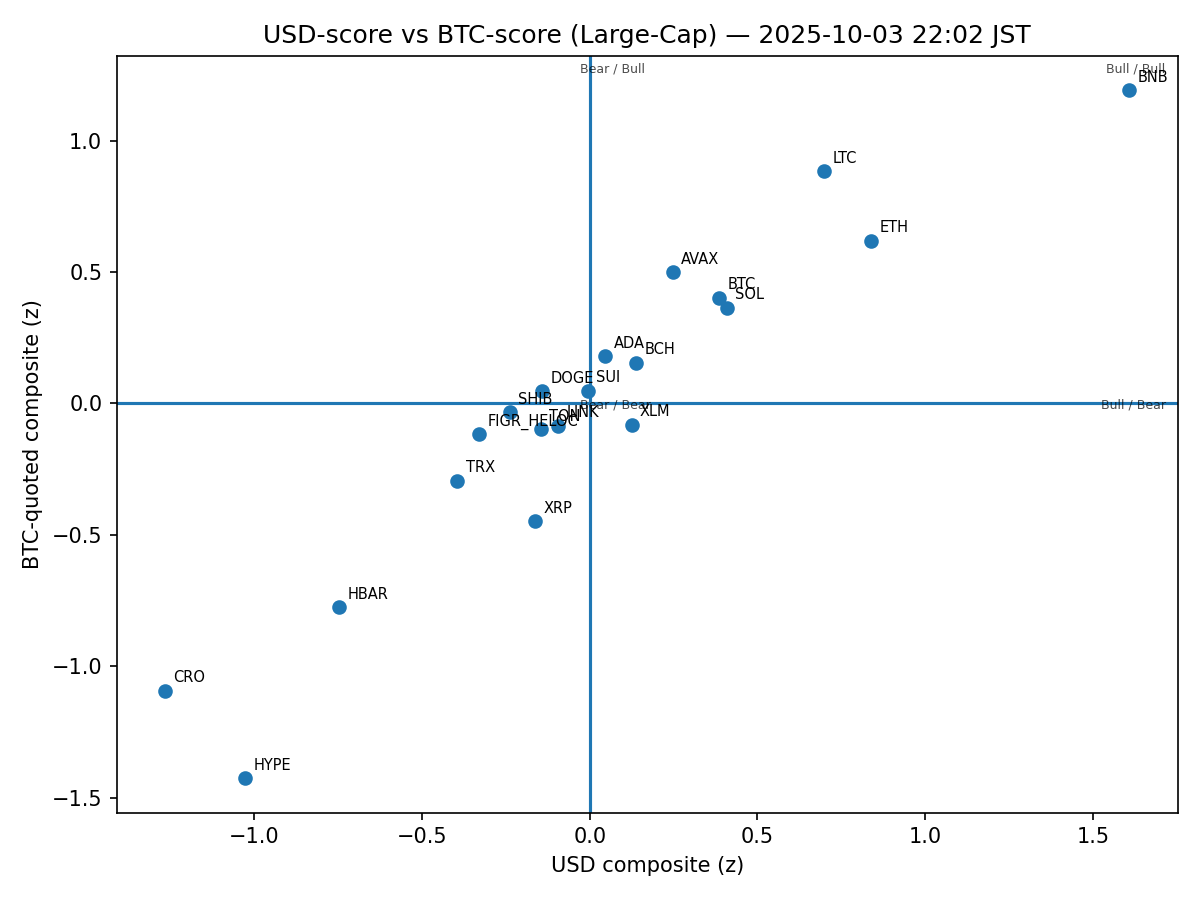 USD-score vs BTC-score (Large-Cap) — 2025-10-03 22:02 JST
Bear / Bull
Bull / Bull
BNB
1.0
LTC
ETH
AVAX
0.5
BTC
SOL
ADA
BCH
DOGE
SUI
SHIB
0.0
Bear / Bear
Bull / Bear
LINK
XLM
TON
FIGR_HELOC
TRX
XRP
−0.5
HBAR
−1.0
CRO
HYPE
−1.5
BTC-quoted composite (z)
−1.0
−0.5
0.0
0.5
1.0
1.5
USD composite (z)